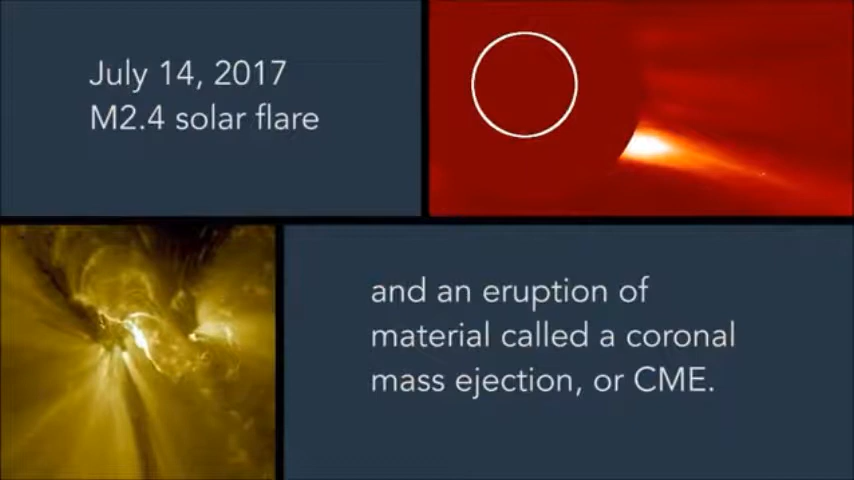 July 14, 2017
M2.4 solar flare
and an eruption of
material called a coronal
mass ejection, or CME.